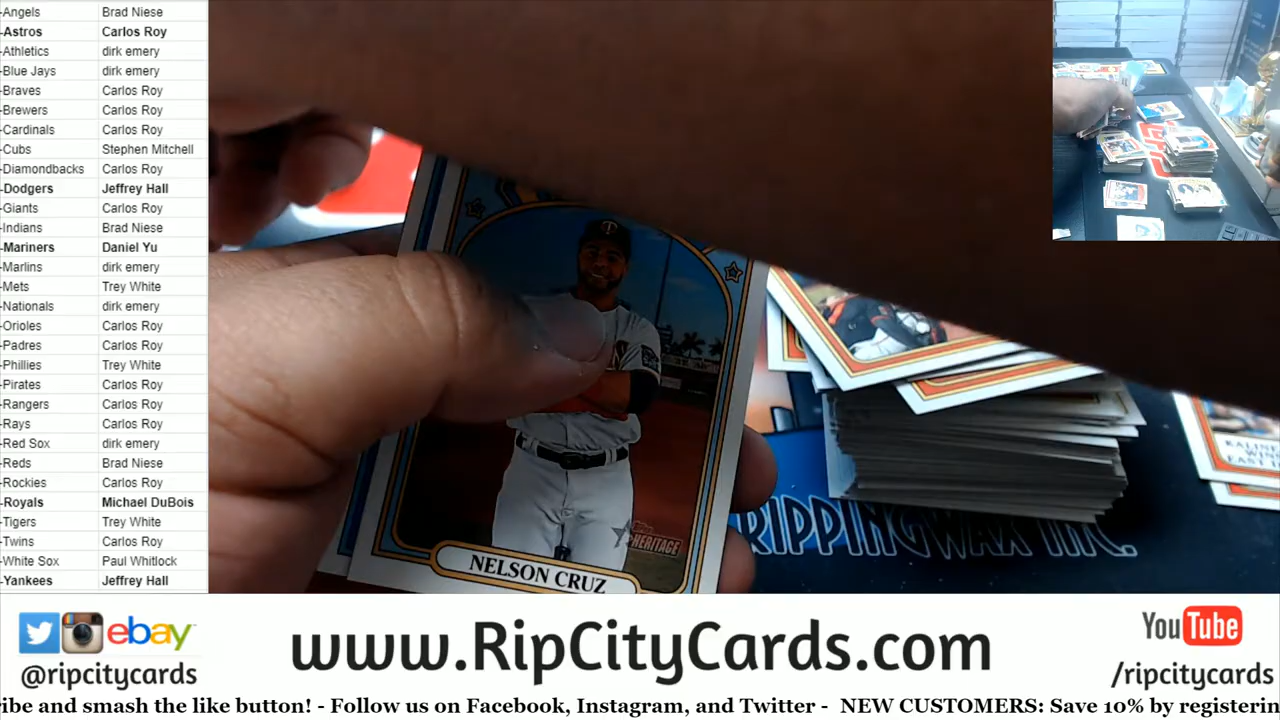 -Angels Brad Niese
-Astros Carlos Roy
-Athletics dirk emery
-Blue Jays dirk emery
-Braves Carlos Roy
-Brewers Carlos Roy
-Cardinals Carlos Roy
-Cubs Stephen Mitchell
-Diamondbacks Carlos Roy
-Dodgers Jeffrey Hall
-Giants Carlos Roy
-Indians Brad Niese
-Mariners Daniel Yu
-Marlins dirk emery
-Mets Trey White
-Nationals dirk emery
-Orioles Carlos Roy
-Padres Carlos Roy
-Phillies Trey White
-Pirates Carlos Roy
-Rangers Carlos Roy
-Rays Carlos Roy
-Red Sox dirk emery
-Reds Brad Niese
-Rockies Carlos Roy
-Royals Michael DuBois
-Tigers Trey White
-Twins Carlos Roy
-White Sox Paul Whitlock
-Yankees Jeffrey Hall
Topps
HERITAGE
NELSON CRUZ
KALINE
WINS
EAST
RIPPINGWAX INC.
ebay
@ripcitycards
www.RipCityCards.com
YouTube
/ripcitycards
ribe and smash the like button! - Follow us on Facebook, Instagram, and Twitter - NEW CUSTOMERS: Save 10% by registerin